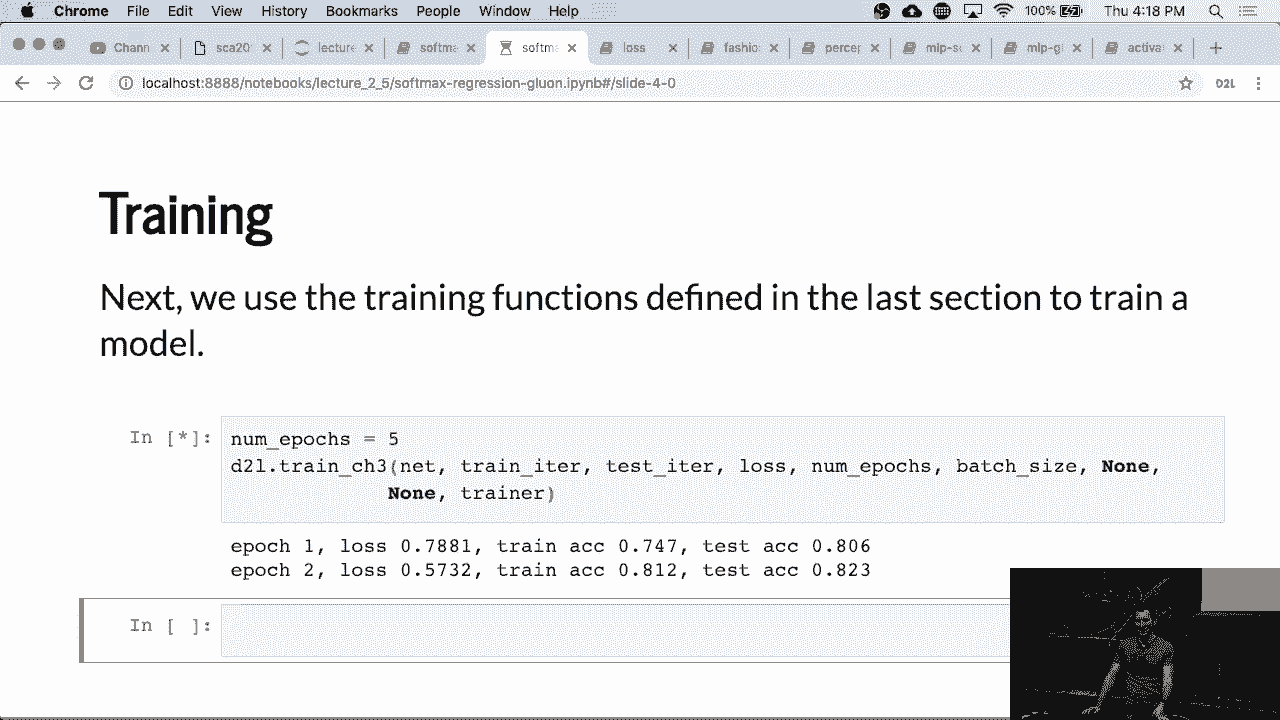 Chrome File Edit View History Bookmarks People Window Help 100% Thu 4:18 PM
Chann sca20 lecture softma softm loss fashio percep mlp-s mlp-g activa
localhost:8888/notebooks/lecture_2_5/softmax-regression-gluon.ipynb#/slide-4-0 D2L
Training
Next, we use the training functions defined in the last section to train a
model.
In [*]: num_epochs = 5
d2l.train_ch3(net, train_iter, test_iter, loss, num_epochs, batch_size, None,
None, trainer)
epoch 1, loss 0.7881, train acc 0.747, test acc 0.806
epoch 2, loss 0.5732, train acc 0.812, test acc 0.823
In [ ]: